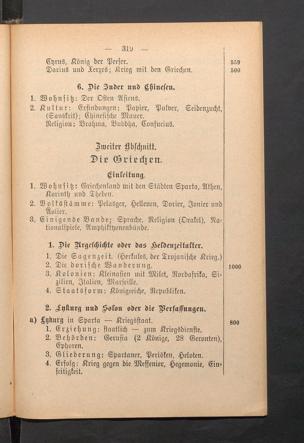 — 319 —
Cyrus, König der Perser. 559
Darius und Xerxes; Krieg mit den Griechen. 500
6. Die Inder und Chinesen.
1. Wohnsitz: Der Osten Asiens.
2. Kultur: Erfindungen; Papier, Pulver, Seidenzucht,
(Sanskrit); Chinesische Mauer.
Religion; Brahma, Buddha, Confucius.
Zweiter Abschnitt.
Die Griechen.
Einleitung.
1. Wohnsitz: Griechenland mit den Städten Sparta, Athen,
Korinth und Theben.
2. Volksstämme: Pelasger, Hellenen, Dorier, Jonier und
Äolier.
3. Einigende Bande; Sprache, Religion (Orakel), Na-
tionalspiele, Amphiktyonenbünde.
1. Die Urgeschichte oder das Heldenzeitalter.
1. Die Sagenzeit. (Herkules, der Trojanische Krieg.)
2. Die dorische Wanderung. 1000
3. Kolonien: Kleinasien mit Milet, Nordafrika, Si-
zilien, Italien, Marseille.
4. Staatsform: Königreiche, Republiken.
2. Lykurg und Solon oder die Verfassungen.
a) Lykurg in Sparta — Kriegsstaat. 800
1. Erziehung: staatlich — zum Kriegsdienste.
2. Behörden: Gerusia (2 Könige, 28 Geronten),
Ephoren.
3. Gliederung: Spartaner, Periöken, Heloten.
4. Erfolg: Krieg gegen die Messenier, Hegemonie, Ein-
seitigkeit.